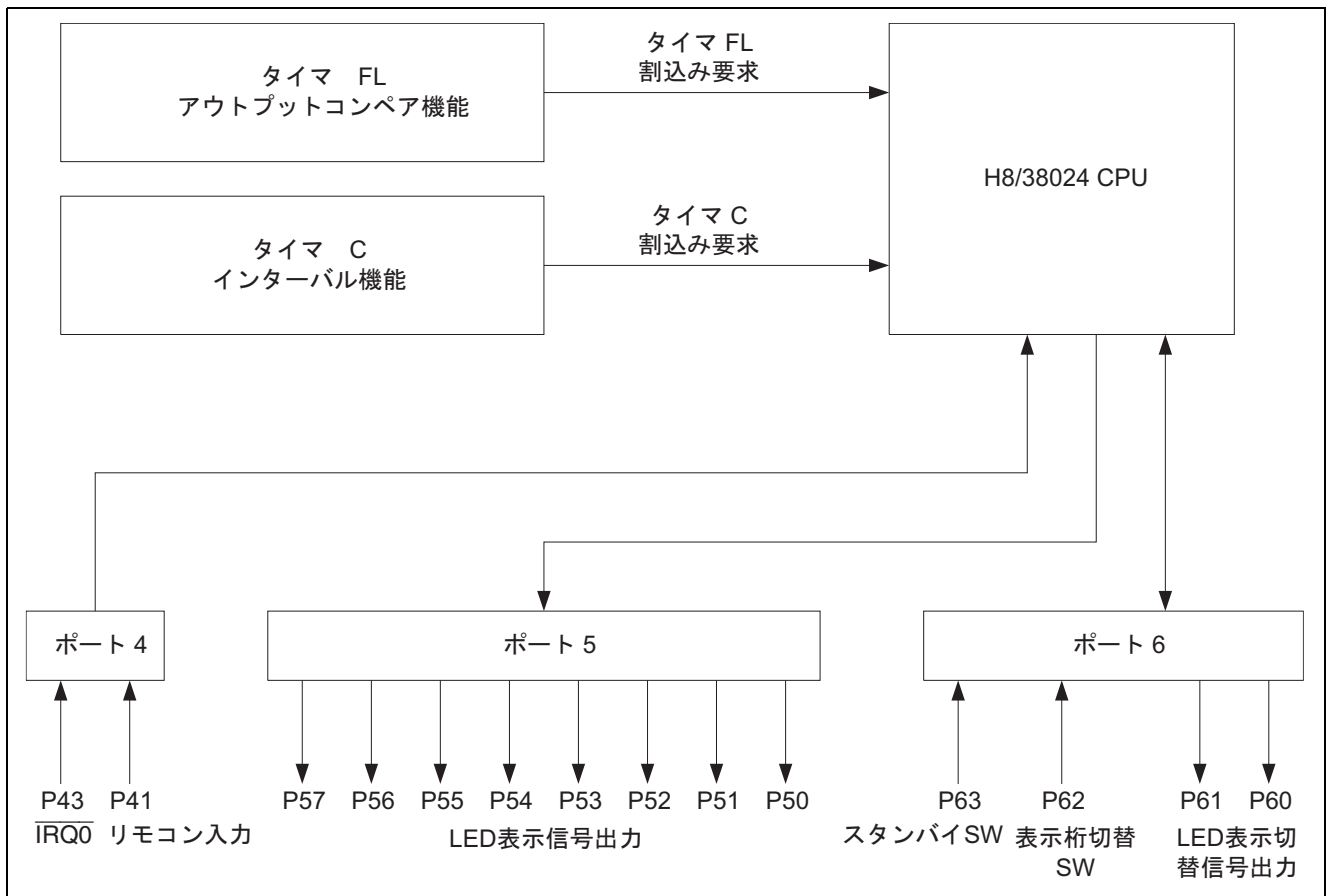 タイマ　FL
アウトプットコンペア機能
タイマ FL
割込み要求
H8/38024 CPU
タイマ　C
インターバル機能
タイマ C
割込み要求
ポート 4
ポート 5
ポート 6
P43
P41
P57
P56
P55
P54
P53
P52
P51
P50
P63
P62
P61
P60
IRQ0
リモコン入力
LED表示信号出力
スタンバイSW
表示桁切替
SW
LED表示切
替信号出力